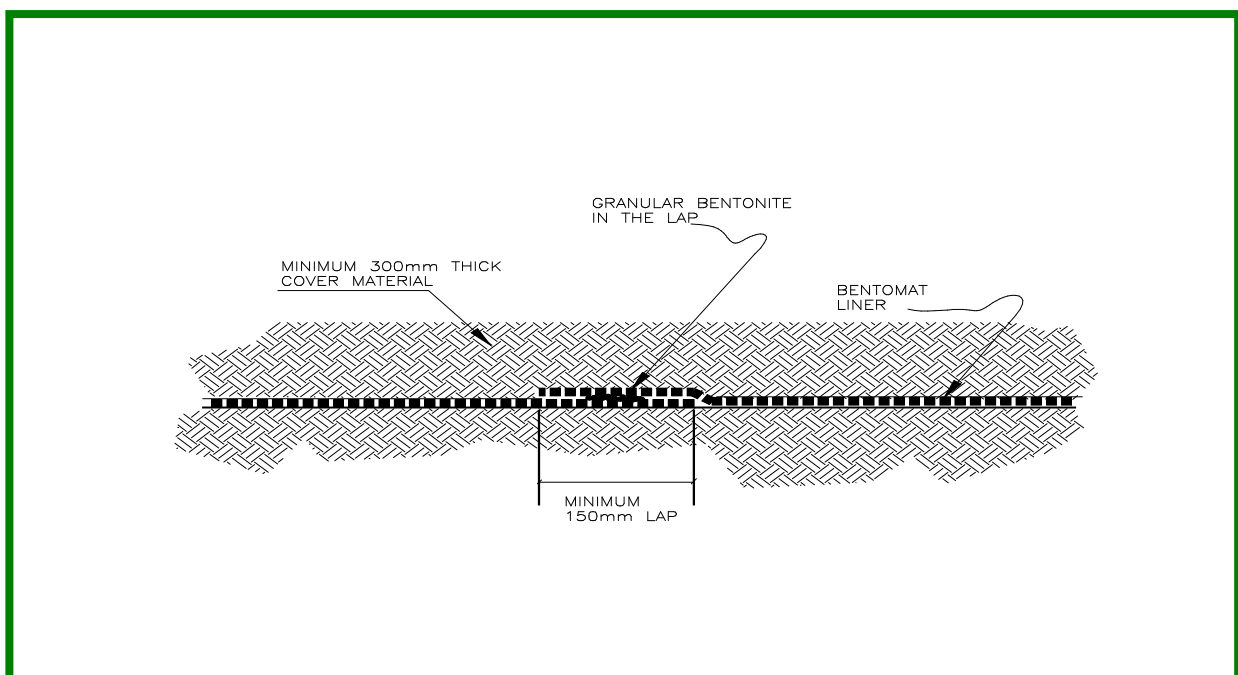 GRANULAR BENTONITE
IN THE LAP
MINIMUM 300mm THICK
COVER MATERIAL
BENTOMAT
LINER
MINIMUM
150mm LAP